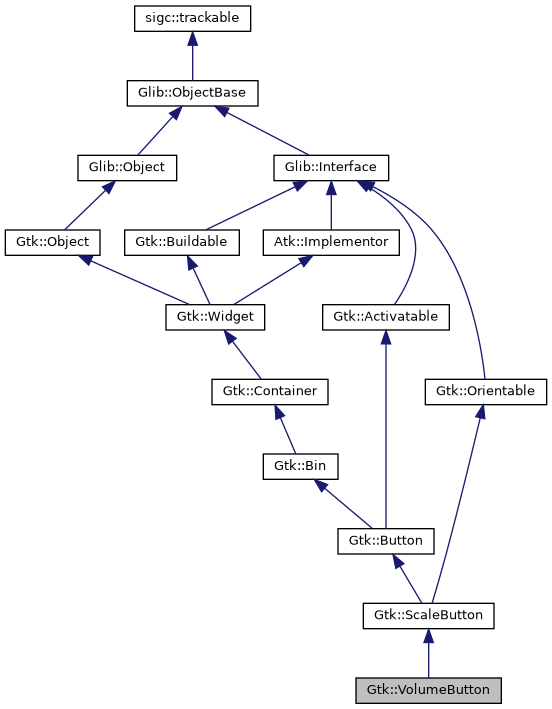 sigc::trackable
Glib::ObjectBase
Glib::Object
Glib::Interface
Gtk::Object
Gtk::Buildable
Atk::Implementor
Gtk::Widget
Gtk::Activatable
Gtk::Container
Gtk::Orientable
Gtk::Bin
Gtk::Button
Gtk::ScaleButton
Gtk::VolumeButton